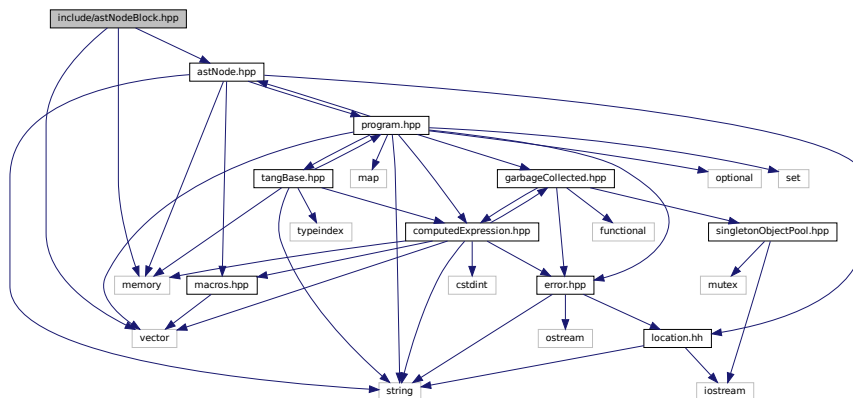 include/astNodeBlock.hpp
astNode.hpp
program.hpp
tangBase.hpp
map
garbageCollected.hpp
optional
set
typeindex
computedExpression.hpp
functional
singletonObjectPool.hpp
memory
macros.hpp
cstdint
error.hpp
mutex
vector
ostream
location.hh
string
iostream